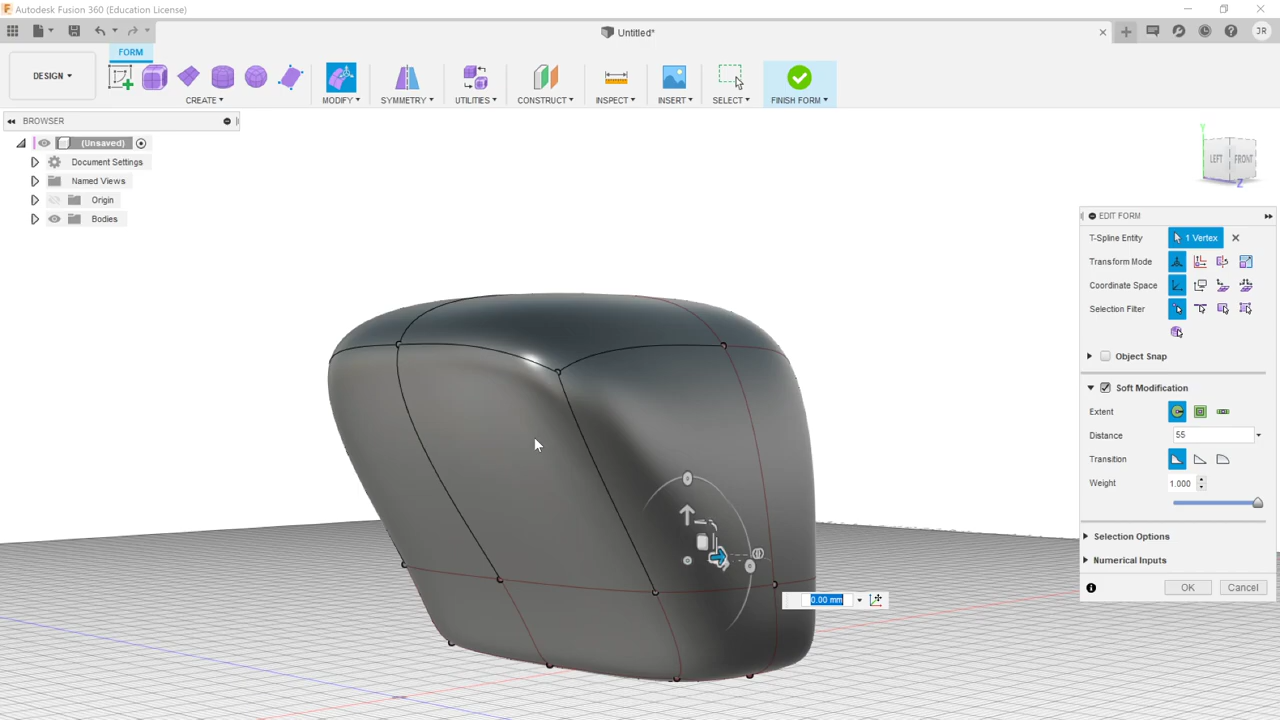 Autodesk Fusion 360 (Education License)
Untitled*
JR
FORM
DESIGN
CREATE
MODIFY
SYMMETRY
UTILITIES
CONSTRUCT
INSPECT
INSERT
SELECT
FINISH FORM
BROWSER
(Unsaved)
Document Settings
Named Views
Origin
Bodies
Y
LEFT
FRONT
Z
EDIT FORM
T-Spline Entity
1 Vertex
Transform Mode
Coordinate Space
Selection Filter
Object Snap
Soft Modification
Extent
Distance
55
Transition
Weight
1.000
Selection Options
Numerical Inputs
OK
Cancel
0.00 mm